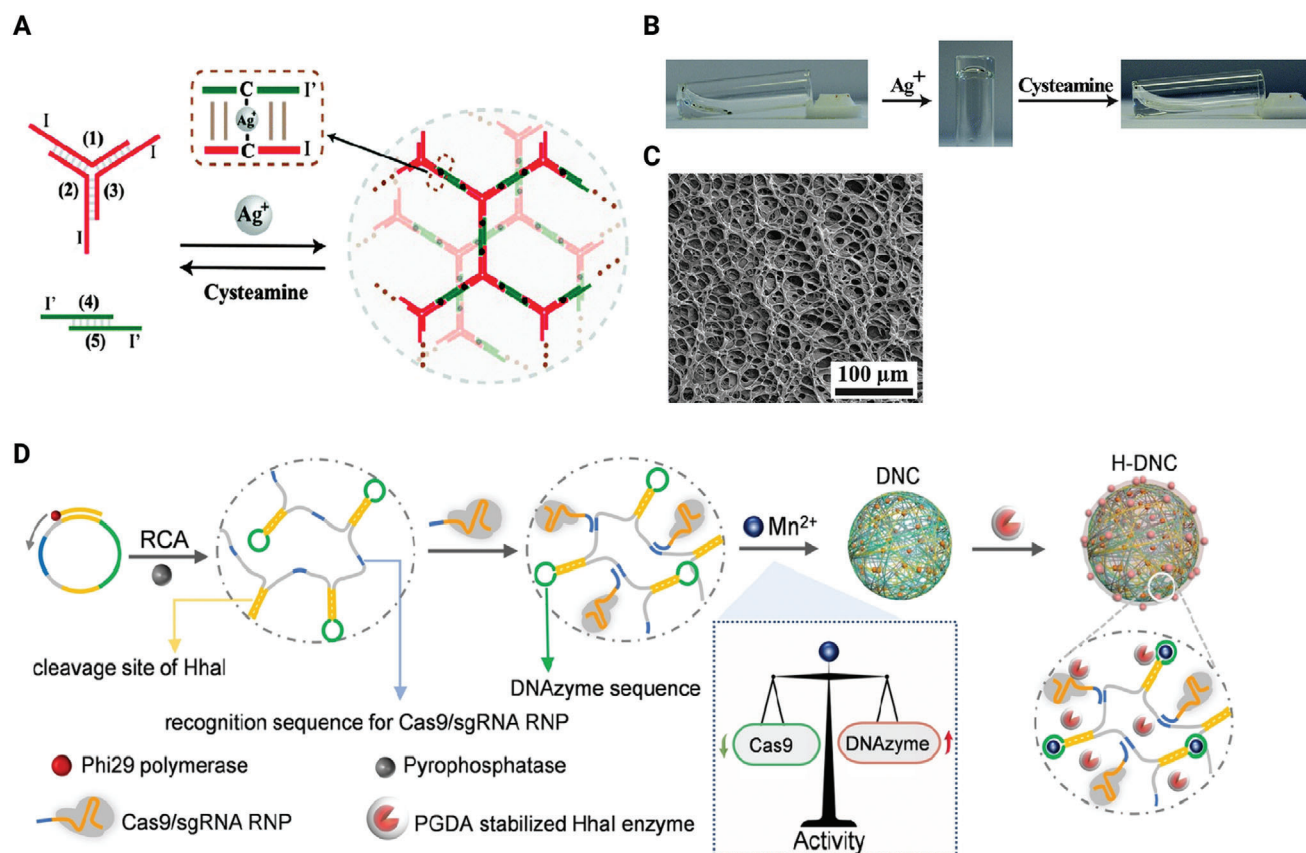 A
I
(1)
I
(2)
(3)
I
I'
(4)
(5)
I'
C
I'
Ag+
C
I
Ag+
Cysteamine
B
Ag+
Cysteamine
C
100 µm
D
RCA
Mn2+
DNC
H-DNC
cleavage site of HhaI
DNAzyme sequence
recognition sequence for Cas9/sgRNA RNP
Cas9
DNAzyme
Activity
Phi29 polymerase
Pyrophosphatase
Cas9/sgRNA RNP
PGDA stabilized HhaI enzyme